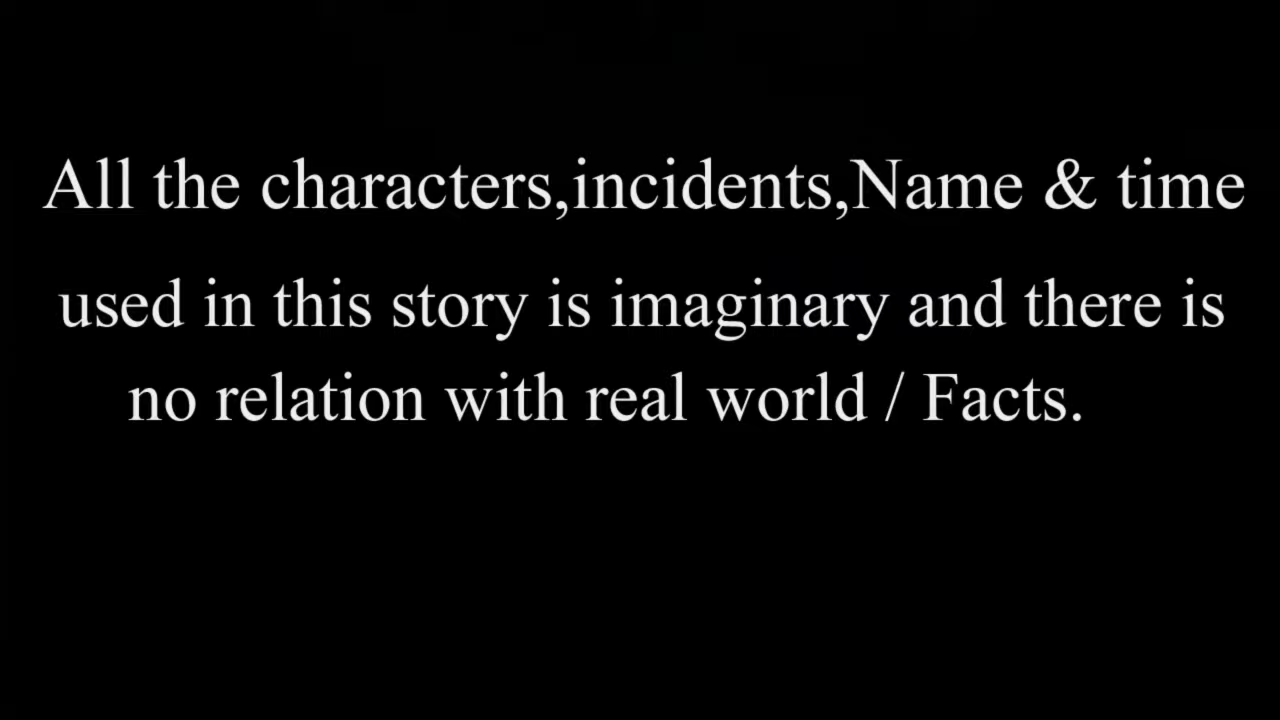 All the characters,incidents,Name & time
used in this story is imaginary and there is
no relation with real world / Facts.